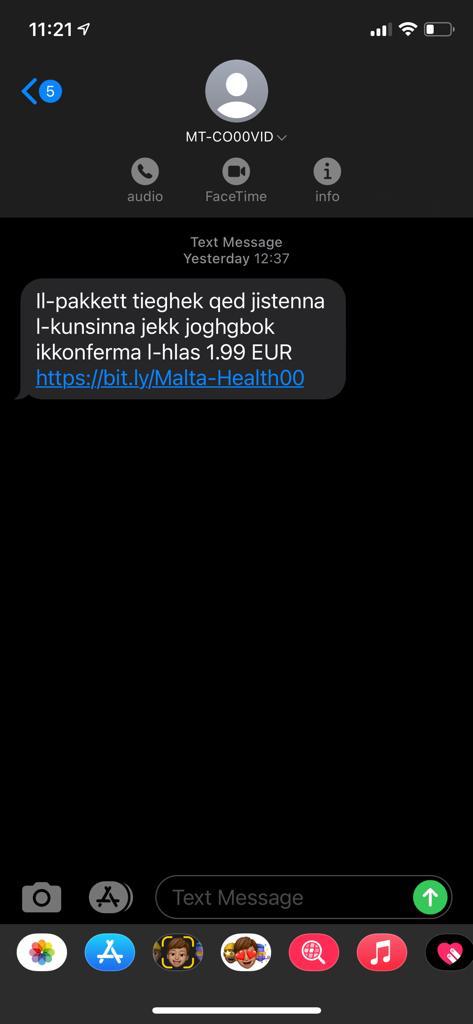 11:21
5
MT-CO00VID
audio
FaceTime
info
Text Message
Yesterday 12:37
Il-pakkett tieghek qed jistenna
l-kunsinna jekk joghgbok
ikkonferma l-hlas 1.99 EUR
https://bit.ly/Malta-Health00
Text Message